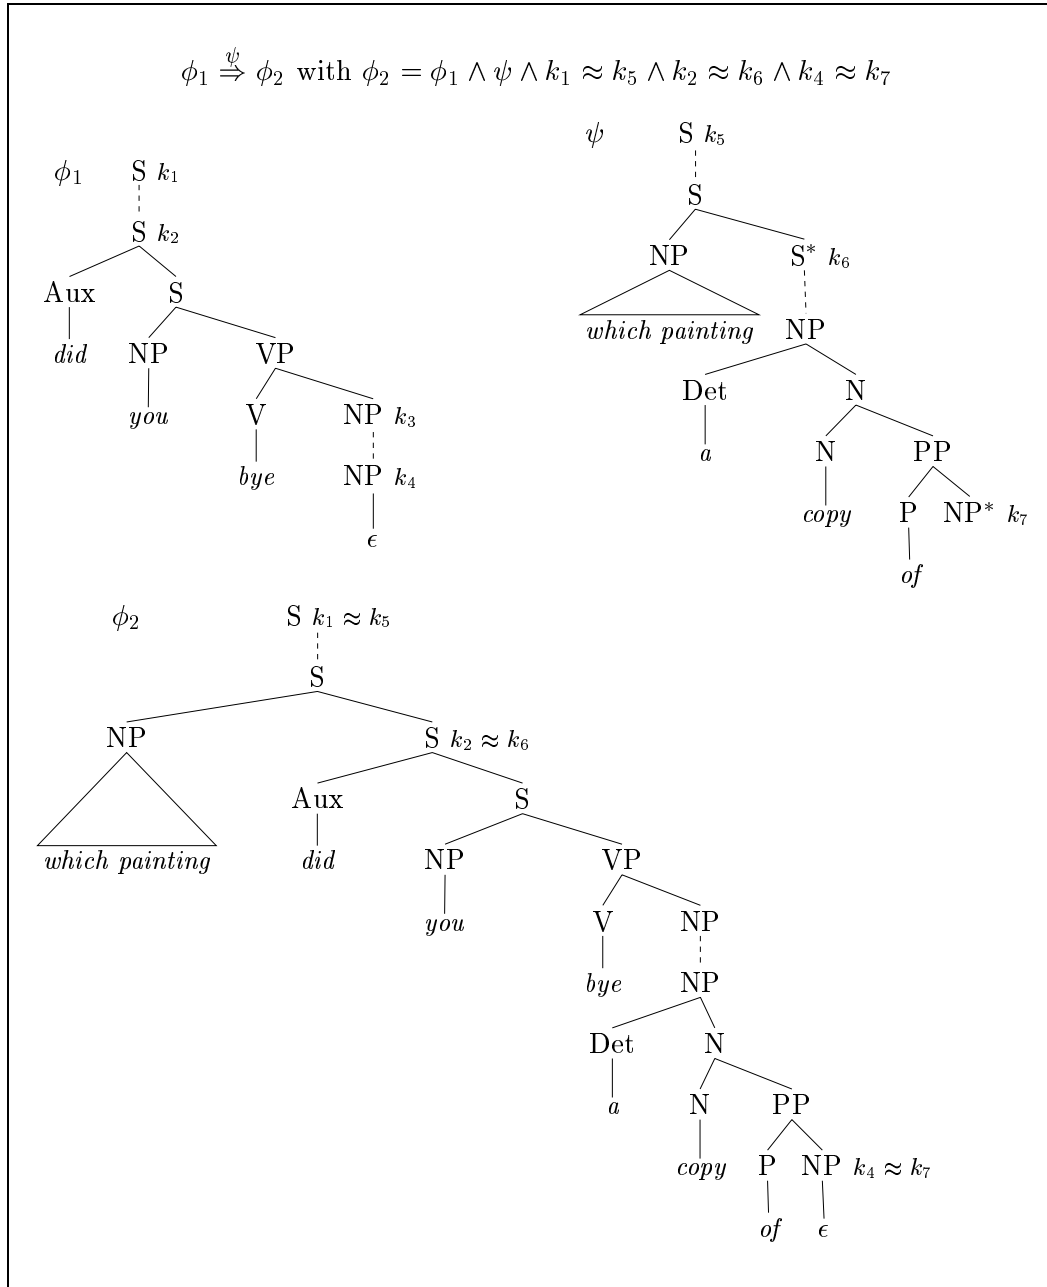 ϕ₁ ⇒^ψ ϕ₂ with ϕ₂ = ϕ₁ ∧ ψ ∧ k₁ ≈ k₅ ∧ k₂ ≈ k₆ ∧ k₄ ≈ k₇
ϕ₁ S k₁
S k₂
Aux S
did NP VP
you V NP k₃
bye NP k₄
ϵ
ψ S k₅
S
NP S* k₆
which painting NP
Det N
a N PP
copy P NP* k₇
of
ϕ₂ S k₁ ≈ k₅
S
NP S k₂ ≈ k₆
Aux S
which painting did NP VP
you V NP
bye NP
Det N
a N PP
copy P NP k₄ ≈ k₇
of ϵ